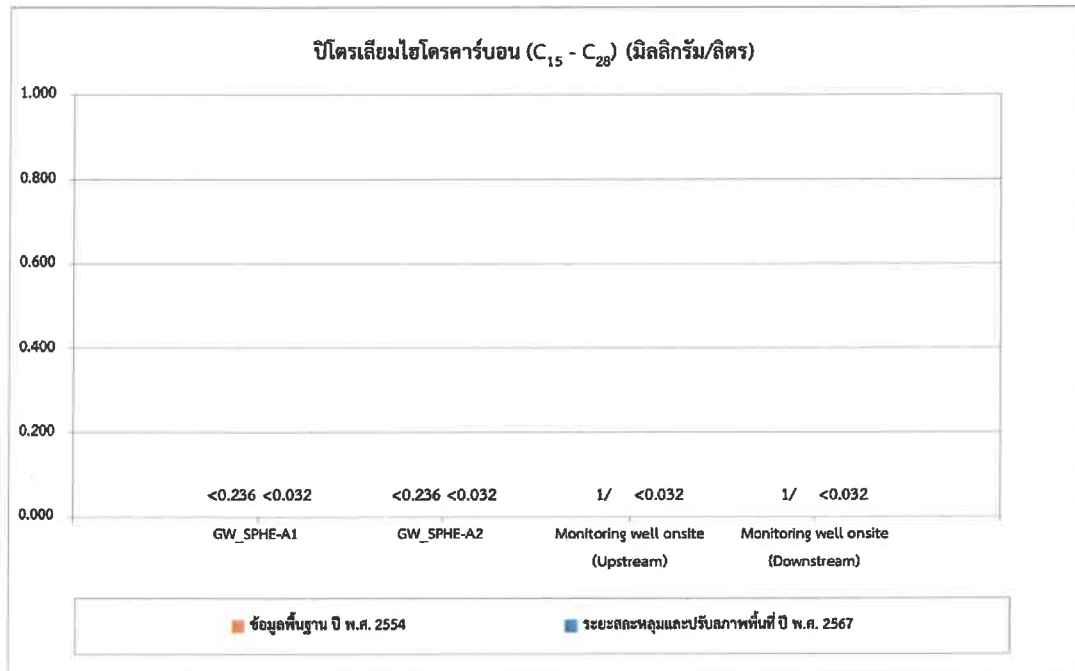 ปิโตรเลียมไฮโดรคาร์บอน (C₁₅ - C₂₈) (มิลลิกรัม/ลิตร)
1.000
0.800
0.600
0.400
0.200
0.000
<0.236 <0.032 <0.236 <0.032 1/ <0.032 1/ <0.032
GW_SPHE-A1 GW_SPHE-A2 Monitoring well onsite Monitoring well onsite
(Upstream) (Downstream)
ข้อมูลพื้นฐาน ปี พ.ศ. 2554 ระยะสละหลุมและปรับสภาพพื้นที่ ปี พ.ศ. 2567